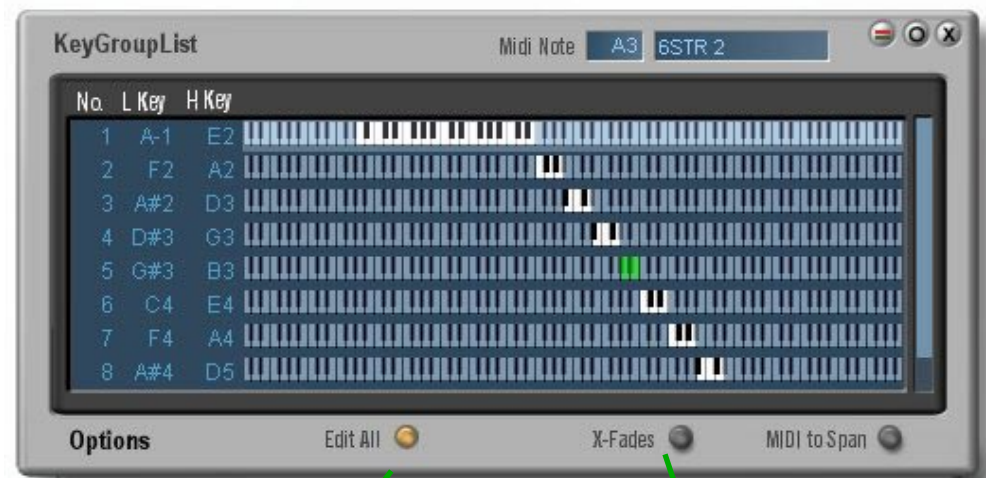 KeyGroupList Midi Note A3 6STR 2 O X
No. L Key H Key
1 A-1 E2
2 F2 A2
3 A#2 D3
4 D#3 G3
5 G#3 B3
6 C4 E4
7 F4 A4
8 A#4 D5
Options Edit All X-Fades MIDI to Span